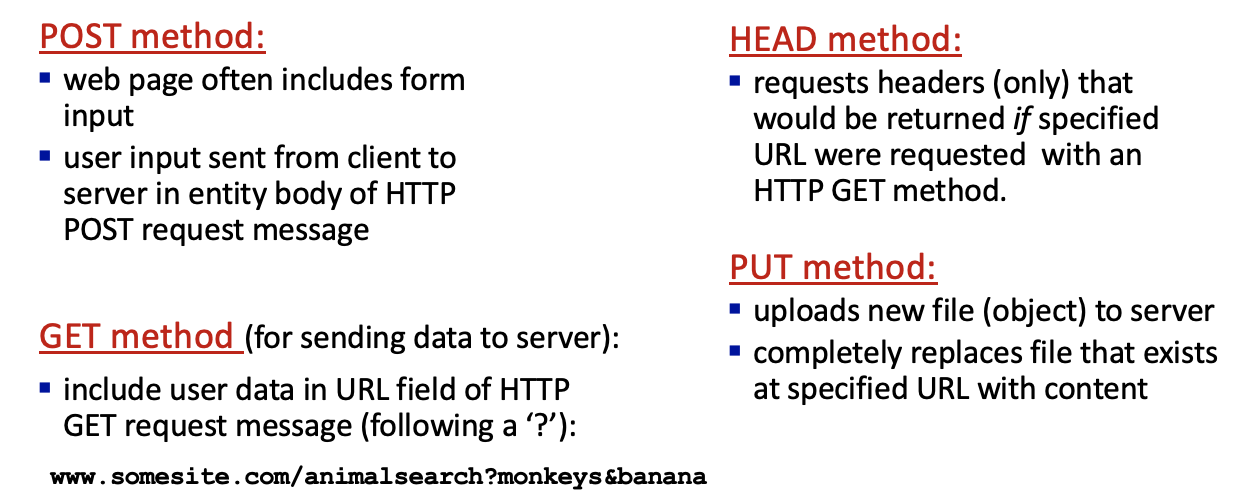 POST method:
▪ web page often includes form
input
▪ user input sent from client to
server in entity body of HTTP
POST request message
GET method (for sending data to server):
▪ include user data in URL field of HTTP
GET request message (following a ‘?’):
www.somesite.com/animalsearch?monkeys&banana
HEAD method:
▪ requests headers (only) that
would be returned if specified
URL were requested  with an
HTTP GET method.
PUT method:
▪ uploads new file (object) to server
▪ completely replaces file that exists
at specified URL with content